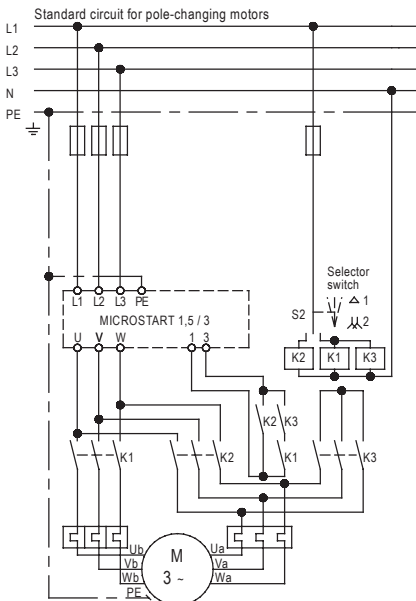 Standard circuit for pole-changing motors
L1
L2
L3
N
PE
Selector
switch
1
S2
2
L1 L2 L3 PE
MICROSTART 1,5 / 3
U V W 1 3
K2 K1 K3
K2 K3
K1 K2 K1 K3
Ub Ua
M
Vb Va
3 ~
Wb Wa
PE